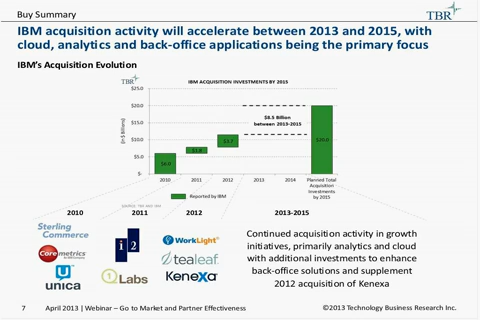 Buy Summary
TBR
IBM acquisition activity will accelerate between 2013 and 2015, with
cloud, analytics and back-office applications being the primary focus
IBM's Acquisition Evolution
TBR
IBM ACQUISITION INVESTMENTS BY 2015
(in $ Billions)
$25.0
$20.0
$15.0
$10.0
$5.0
$-
$6.0
$1.8
$3.7
$8.5 Billion
between 2013-2015
$20.0
2010 2011 2012 2013 2014 Planned Total
Acquisition
Investments
by 2015
Reported by IBM
SOURCE: TBR AND IBM
2010 2011 2012 2013-2015
Sterling
Commerce
Coremetrics
unica
i2
Q1 Labs
WorkLight
tealeaf
Kenexa
Continued acquisition activity in growth
initiatives, primarily analytics and cloud
with additional investments to enhance
back-office solutions and supplement
2012 acquisition of Kenexa
7 April 2013 | Webinar – Go to Market and Partner Effectiveness ©2013 Technology Business Research Inc.